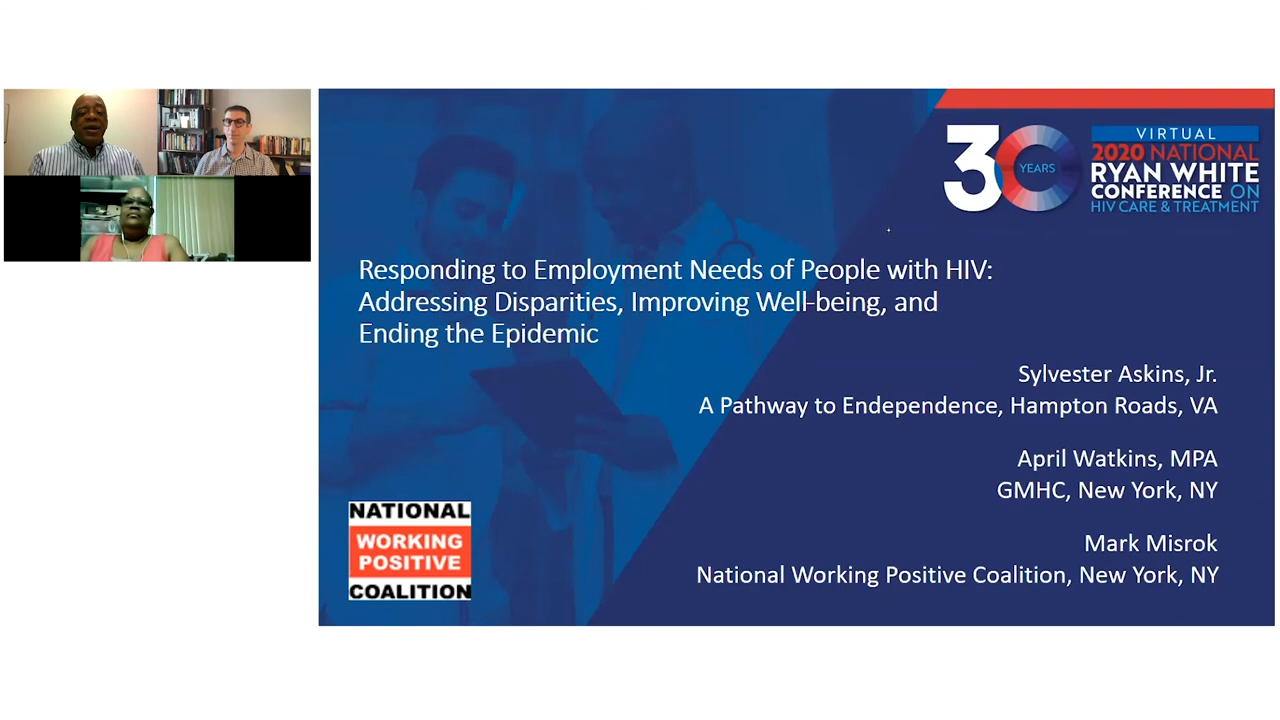 30
YEARS
VIRTUAL
2020 NATIONAL
RYAN WHITE
CONFERENCE ON
HIV CARE & TREATMENT
Responding to Employment Needs of People with HIV:
Addressing Disparities, Improving Well-being, and
Ending the Epidemic
Sylvester Askins, Jr.
A Pathway to Endependence, Hampton Roads, VA
April Watkins, MPA
GMHC, New York, NY
Mark Misrok
National Working Positive Coalition, New York, NY
NATIONAL
WORKING
POSITIVE
COALITION